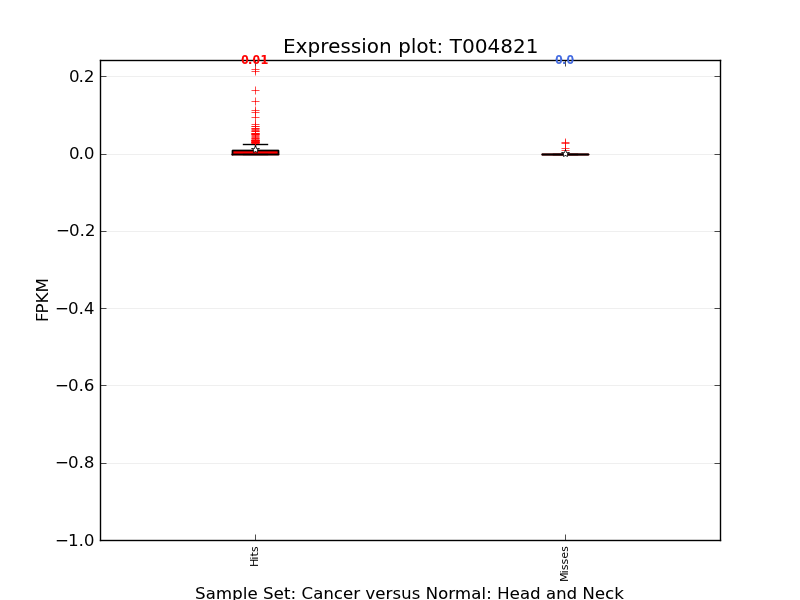 Expression plot: T004821
0.01
0.0
0.2
0.0
−0.2
−0.4
−0.6
−0.8
−1.0
FPKM
Hits
Misses
Sample Set: Cancer versus Normal: Head and Neck